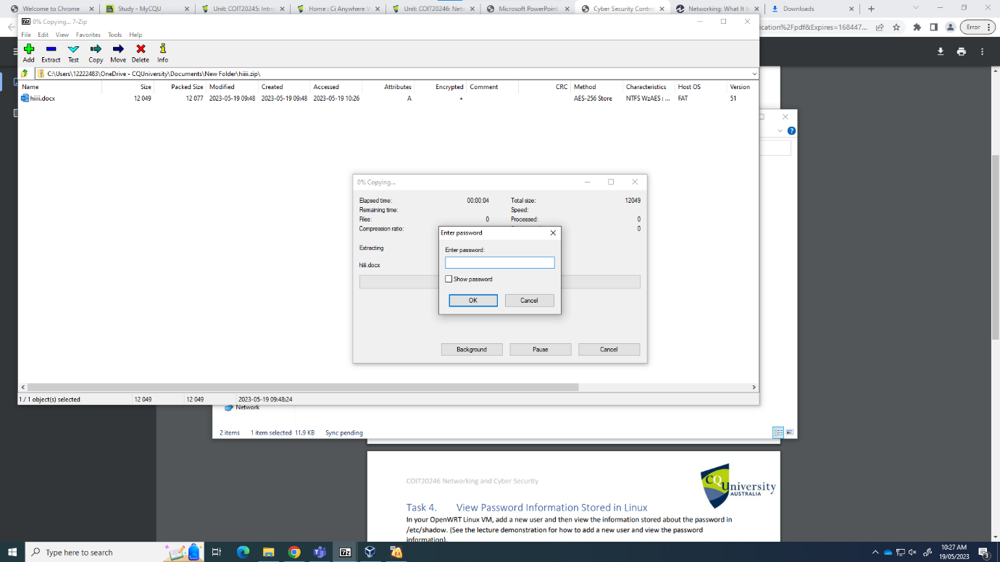 Welcome to Chrome
Study - MyCQU
Unit: COIT20245: Intro
Home : Ci Anywhere W
Unit: COIT20246: Netw
Microsoft PowerPoint
Cyber Security Contro
Networking: What It I
Downloads
0% Copying... 7-Zip
File Edit View Favorites Tools Help
ication%2Fpdf&Expires=168447...
Error
Add Extract Test Copy Move Delete Info
C:\Users\12222483\OneDrive - CQUniversity\Documents\New Folder\hiiii.zip\
Name Size Packed Size Modified Created Accessed Attributes Encrypted Comment CRC Method Characteristics Host OS Version
hiiii.docx 12 049 12 077 2023-05-19 09:48 2023-05-19 09:48 2023-05-19 10:26 A + AES-256 Store NTFS WzAES : ... FAT 51
0% Copying...
Elapsed time: 00:00:04 Total size: 12049
Remaining time: Speed:
Files: 0 Processed: 0
Compression ratio: 0
Enter password
Extracting
Enter password:
hiiii.docx
Show password
OK Cancel
Background Pause Cancel
1 / 1 object(s) selected 12 049 12 049 2023-05-19 09:48:24
Network
2 items 1 item selected 11.9 KB Sync pending
COIT20246 Networking and Cyber Security
CQUniversity
AUSTRALIA
Task 4. View Password Information Stored in Linux
In your OpenWRT Linux VM, add a new user and then view the information stored about the password in
/etc/shadow. (See the lecture demonstration for how to add a new user and view the password
information).
Type here to search
10:27 AM
19/05/2023
3